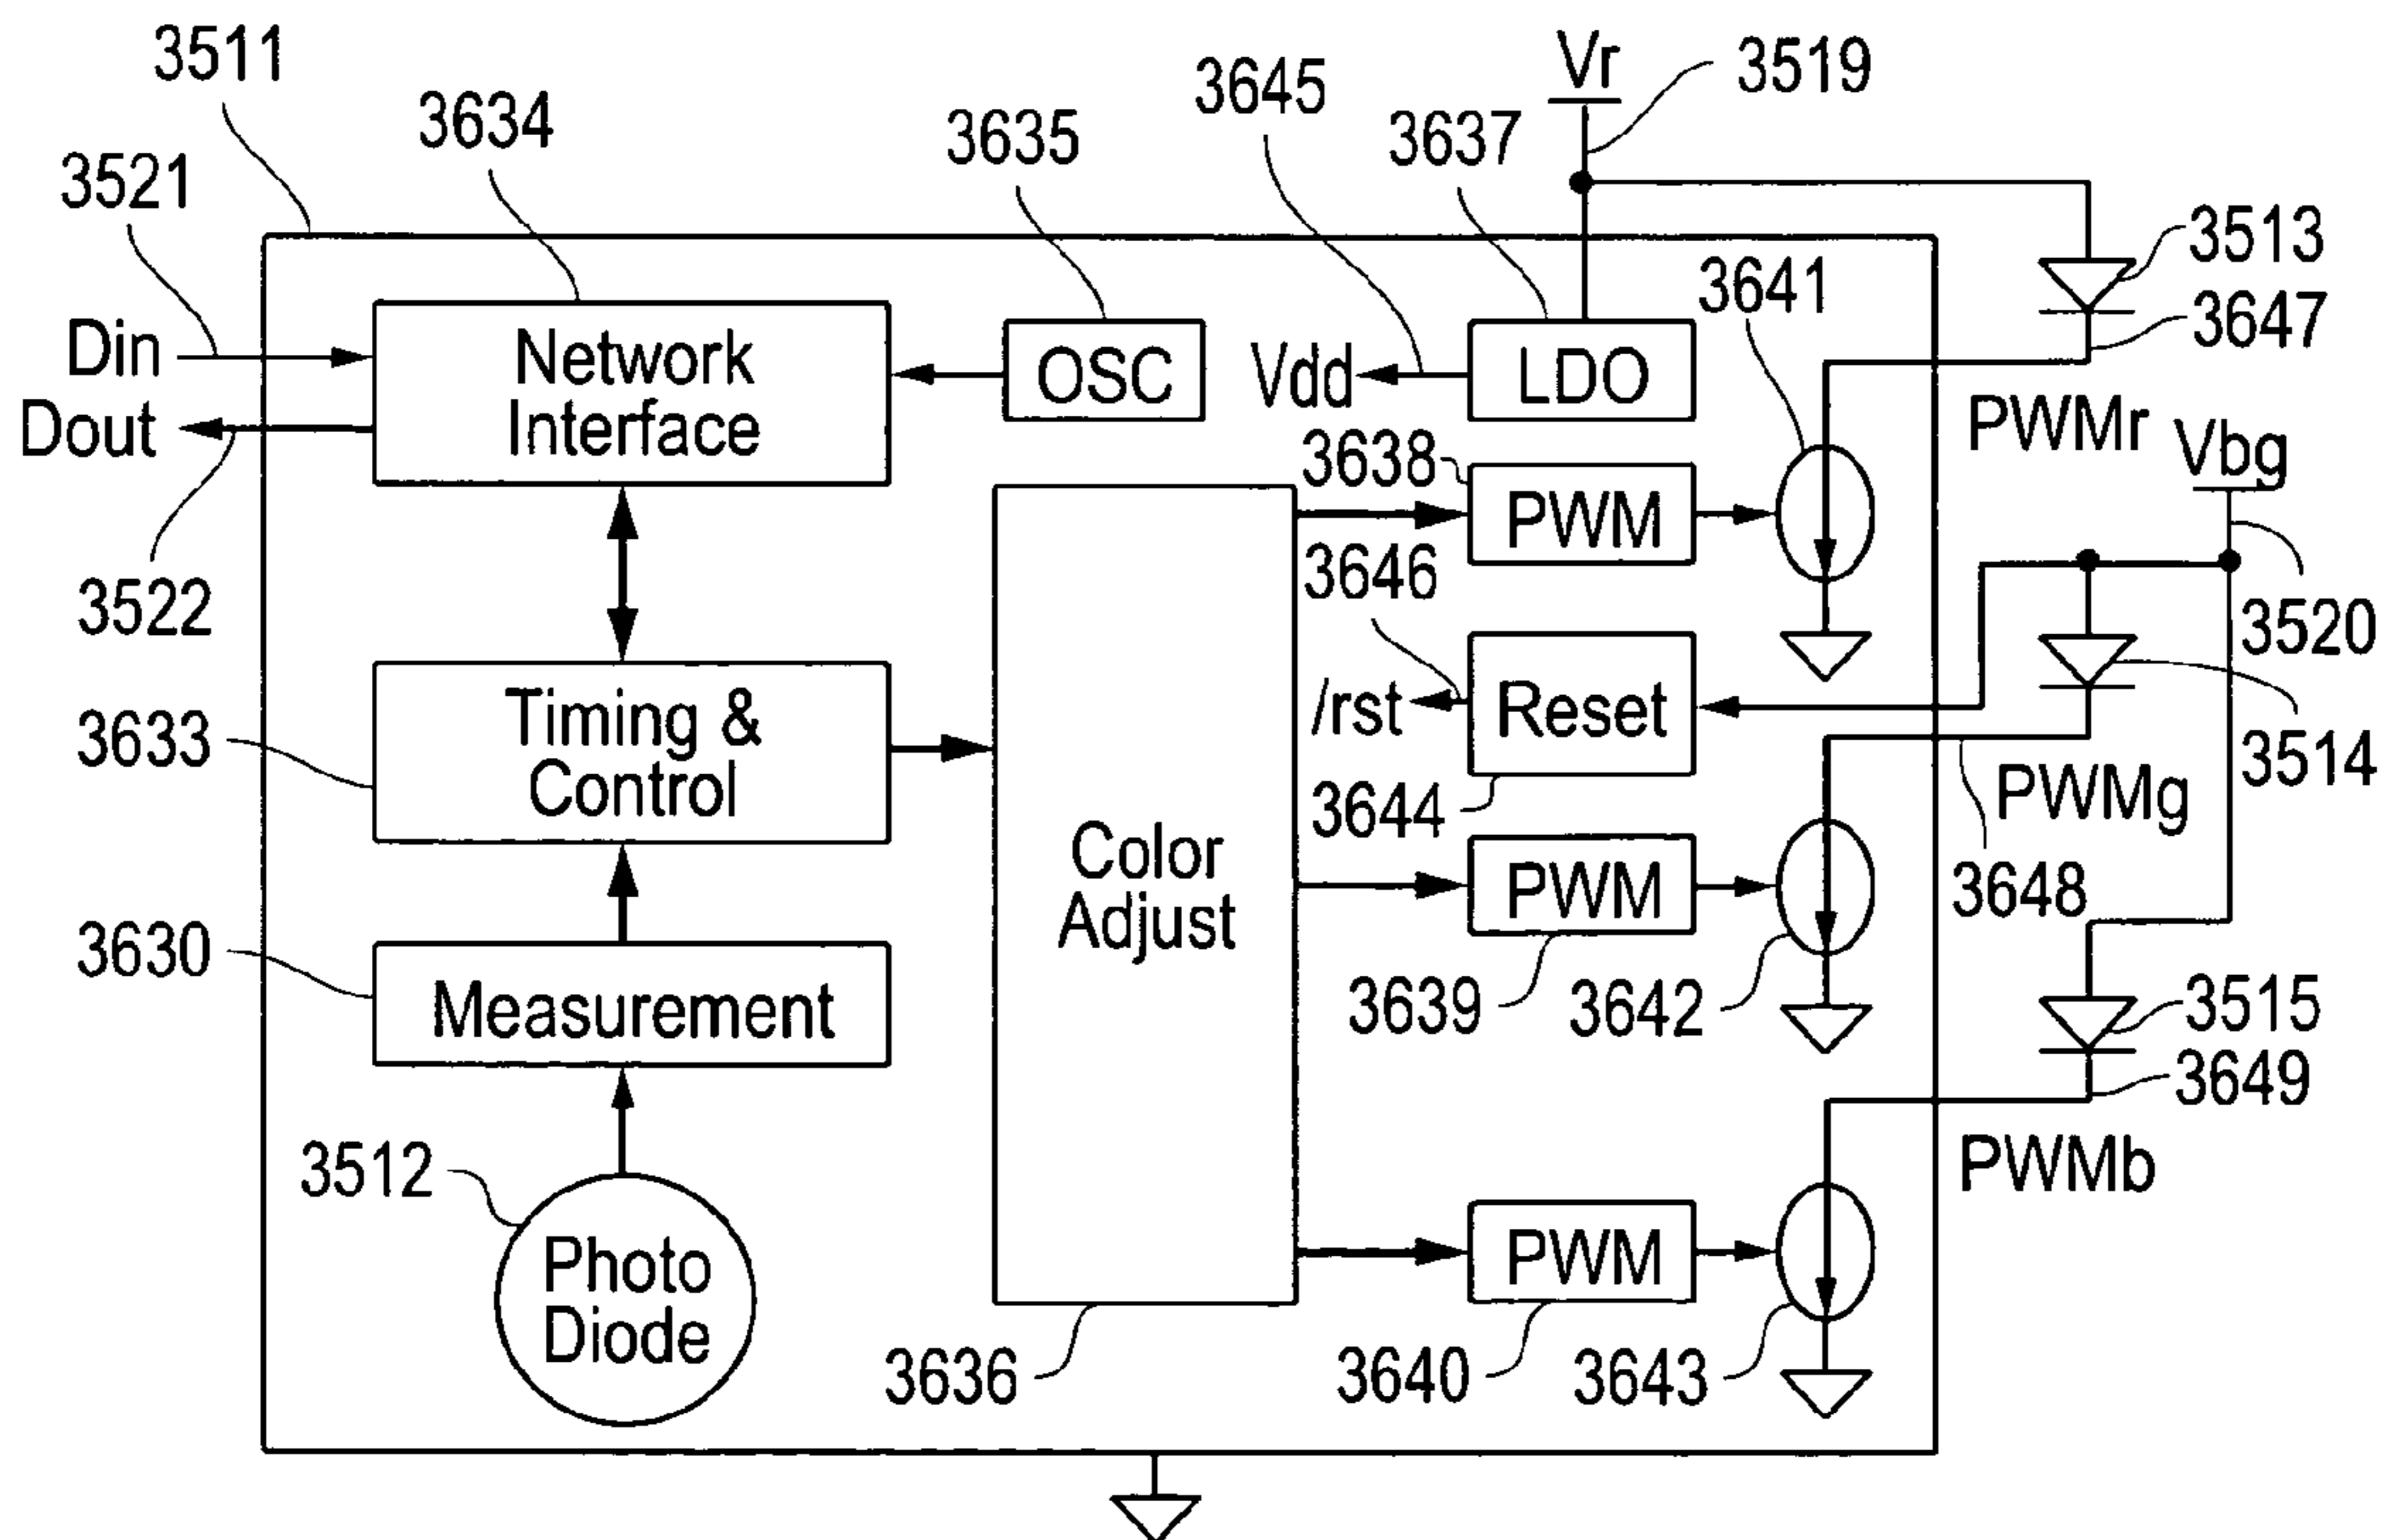 3511
3634
3521
3635
3645
3637
Vr
3519
3513
3641
3647
Din
Dout
Network
Interface
OSC
Vdd
LDO
PWMr
Vbg
3638
PWM
3646
3522
3520
/rst
Reset
3633
Timing &
Control
3514
PWMg
3644
Color
Adjust
3648
PWM
3630
Measurement
3639
3642
3515
3649
3512
PWMb
Photo
Diode
PWM
3636
3640
3643